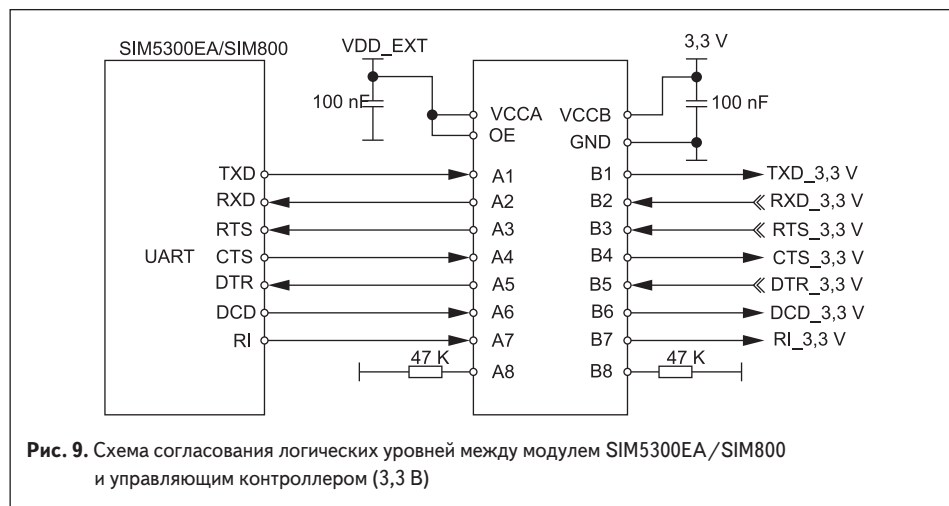 SIM5300EA/SIM800
VDD_EXT
3,3 V
100 nF
100 nF
VCCA
VCCB
OE
GND
TXD
A1
B1
TXD_3,3 V
RXD
A2
B2
RXD_3,3 V
RTS
A3
B3
RTS_3,3 V
UART
CTS
A4
B4
CTS_3,3 V
DTR
A5
B5
DTR_3,3 V
DCD
A6
B6
DCD_3,3 V
RI
A7
B7
RI_3,3 V
47 K
A8
B8
47 K
Рис. 9. Схема согласования логических уровней между модулем SIM5300EA/SIM800
и управляющим контроллером (3,3 В)